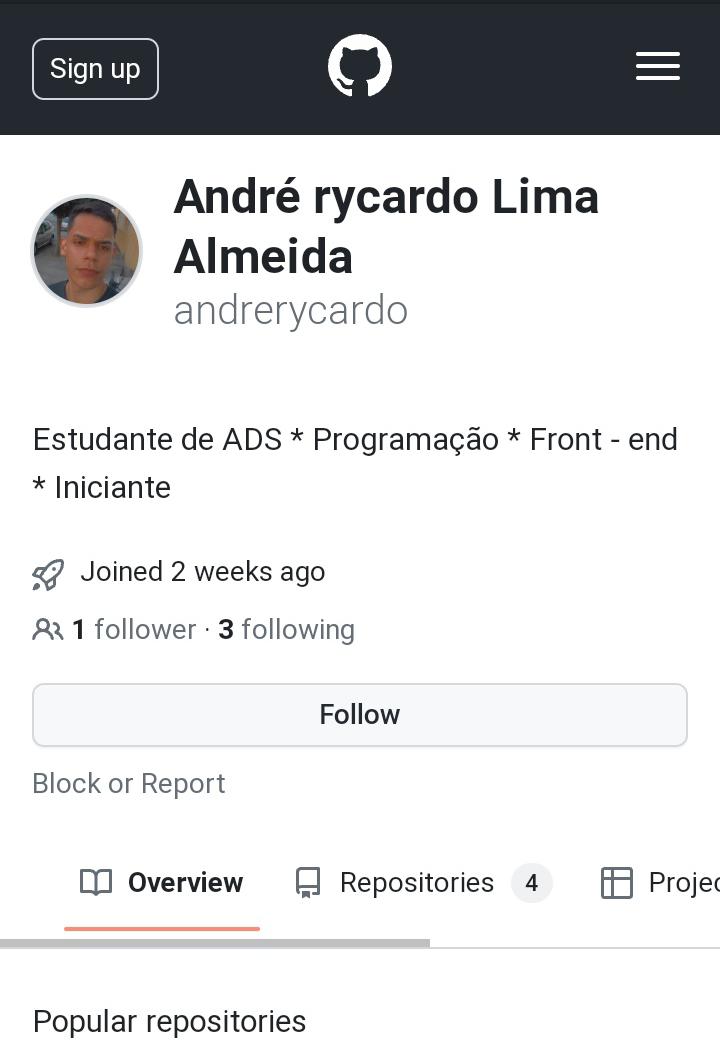 Sign up
André rycardo Lima
Almeida
andrerycardo
Estudante de ADS * Programação * Front - end
* Iniciante
Joined 2 weeks ago
1 follower · 3 following
Follow
Block or Report
Overview Repositories 4 Projec
Popular repositories